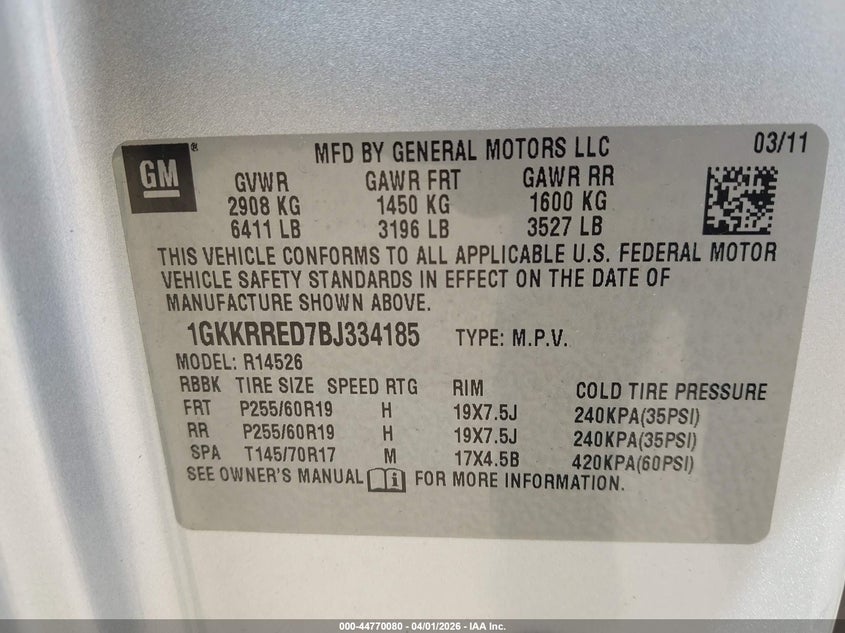 GM®
MFD BY GENERAL MOTORS LLC 03/11
GVWR GAWR FRT GAWR RR
2908 KG 1450 KG 1600 KG
6411 LB 3196 LB 3527 LB
THIS VEHICLE CONFORMS TO ALL APPLICABLE U.S. FEDERAL MOTOR
VEHICLE SAFETY STANDARDS IN EFFECT ON THE DATE OF
MANUFACTURE SHOWN ABOVE.
1GKKRRED7BJ334185 TYPE: M.P.V.
MODEL: R14526
RBBK TIRE SIZE SPEED RTG RIM COLD TIRE PRESSURE
FRT P255/60R19 H 19X7.5J 240KPA(35PSI)
RR P255/60R19 H 19X7.5J 240KPA(35PSI)
SPA T145/70R17 M 17X4.5B 420KPA(60PSI)
SEE OWNER'S MANUAL i FOR MORE INFORMATION.
000-44770080 - 04/01/2026 - IAA Inc.